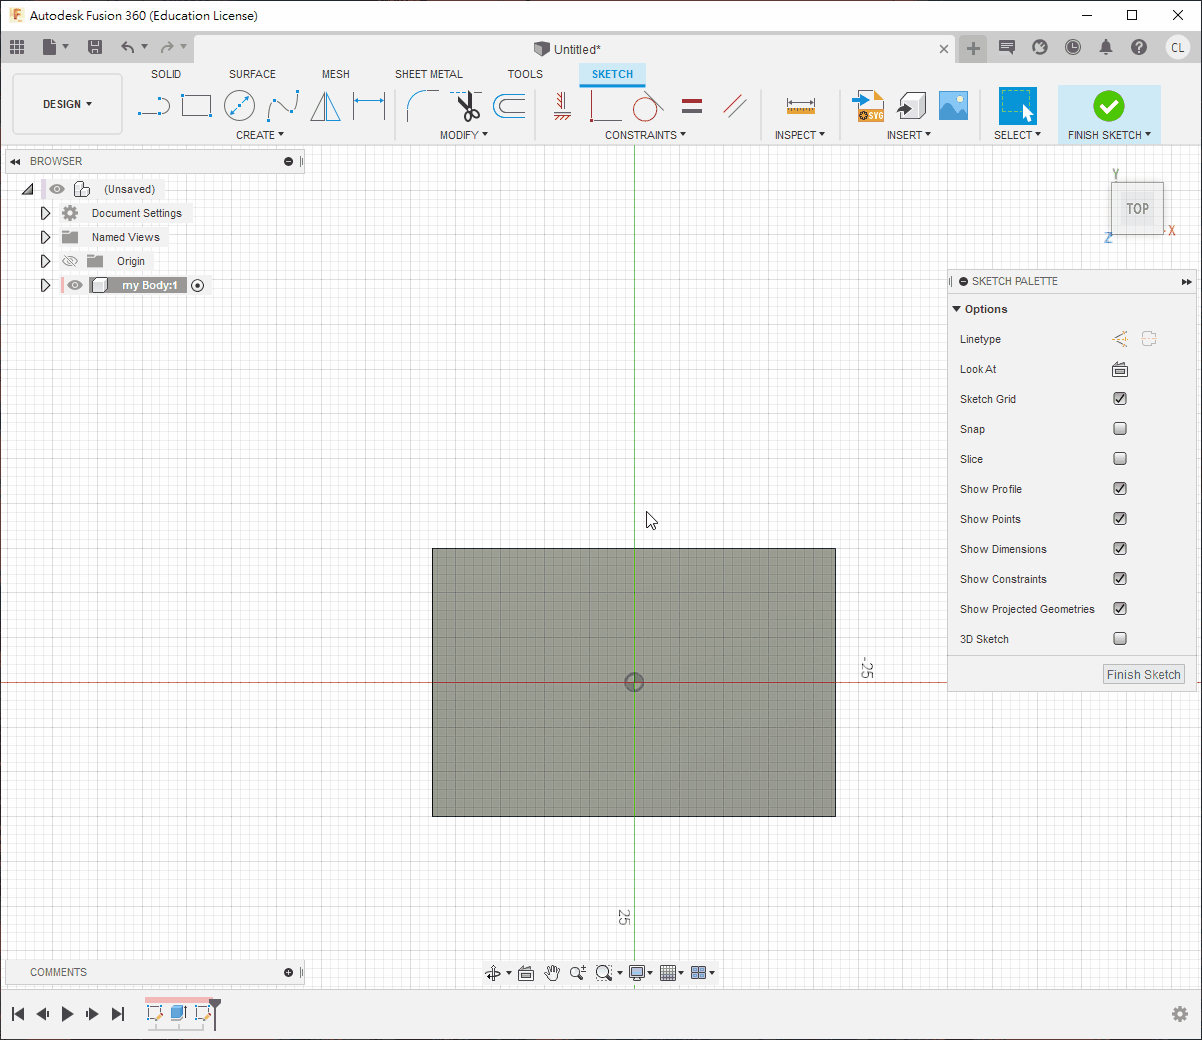 Autodesk Fusion 360 (Education License)
Untitled*
CL
DESIGN
SOLID SURFACE MESH SHEET METAL TOOLS SKETCH
SVG
CREATE MODIFY CONSTRAINTS INSPECT INSERT SELECT FINISH SKETCH
BROWSER
(Unsaved)
Document Settings
Named Views
Origin
my Body:1
Y
TOP
X
Z
SKETCH PALETTE
Options
Linetype
Look At
Sketch Grid
Snap
Slice
Show Profile
Show Points
Show Dimensions
Show Constraints
Show Projected Geometries
3D Sketch
Finish Sketch
-25
25
COMMENTS